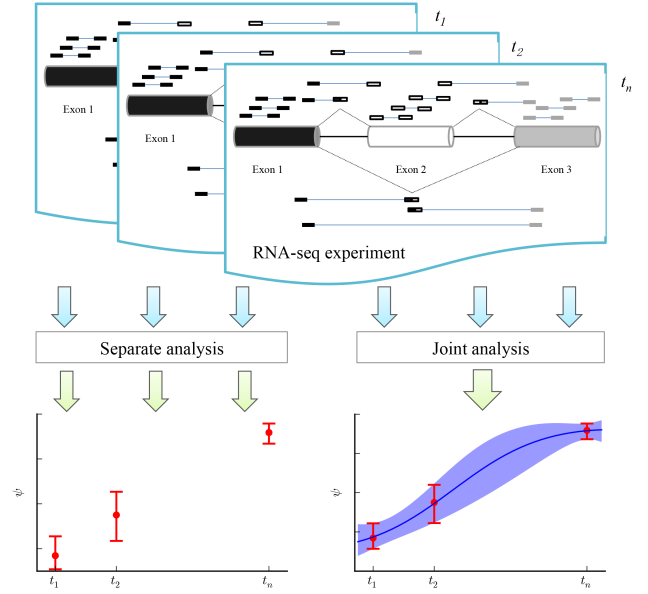 t1
t2
tn
Exon 1
Exon 1
Exon 1
Exon 2
Exon 3
RNA-seq experiment
Separate analysis
Joint analysis
ψ
t1
t2
tn
ψ
t1
t2
tn